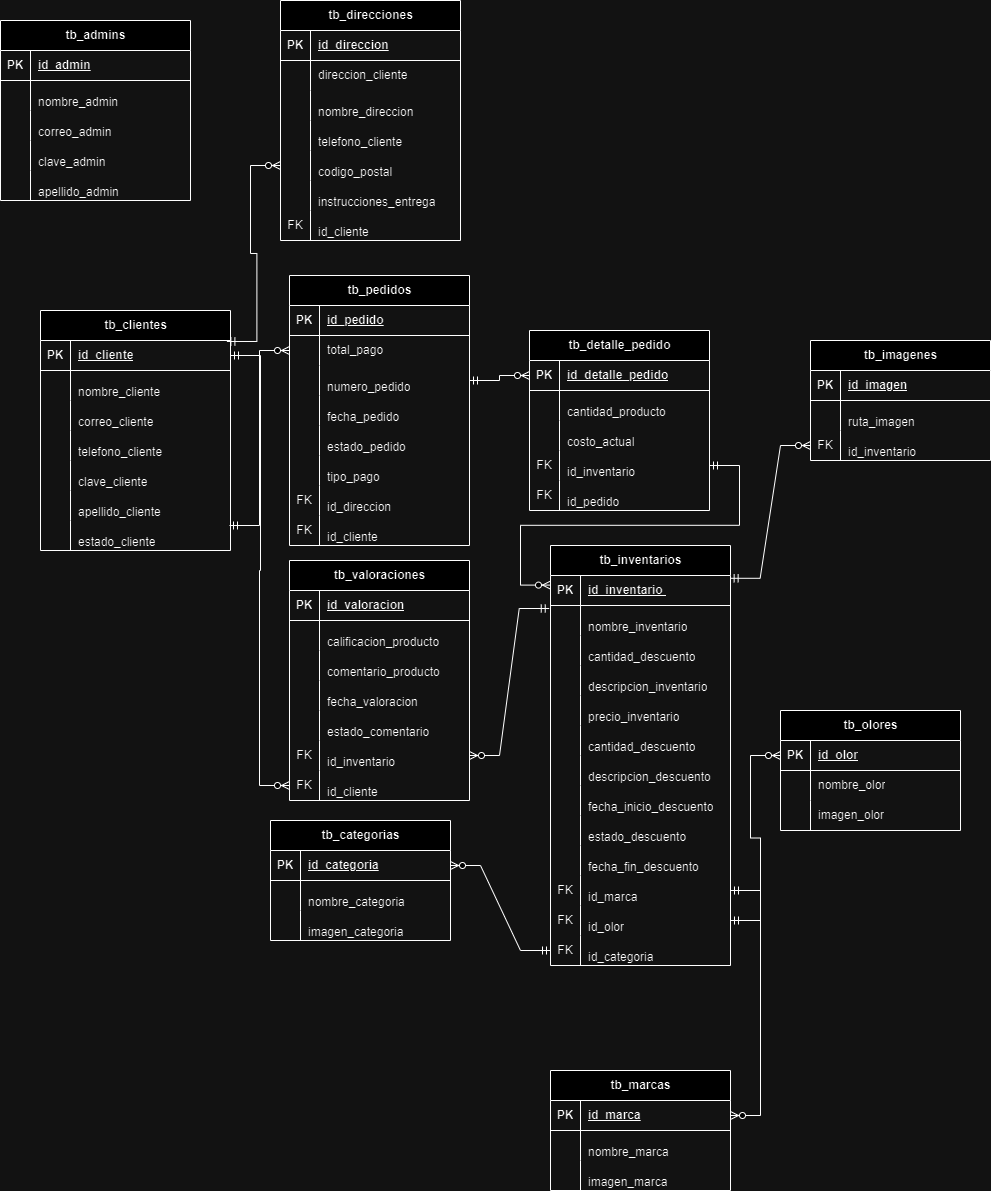 tb_admins
PK id_admin
nombre_admin
correo_admin
clave_admin
apellido_admin
tb_direcciones
PK id_direccion
direccion_cliente
nombre_direccion
telefono_cliente
codigo_postal
instrucciones_entrega
FK id_cliente
tb_clientes
PK id_cliente
nombre_cliente
correo_cliente
telefono_cliente
clave_cliente
apellido_cliente
estado_cliente
tb_pedidos
PK id_pedido
total_pago
numero_pedido
fecha_pedido
estado_pedido
tipo_pago
FK id_direccion
FK id_cliente
tb_detalle_pedido
PK id_detalle_pedido
cantidad_producto
costo_actual
FK id_inventario
FK id_pedido
tb_imagenes
PK id_imagen
ruta_imagen
FK id_inventario
tb_valoraciones
PK id_valoracion
calificacion_producto
comentario_producto
fecha_valoracion
estado_comentario
FK id_inventario
FK id_cliente
tb_inventarios
PK id_inventario
nombre_inventario
cantidad_descuento
descripcion_inventario
precio_inventario
cantidad_descuento
descripcion_descuento
fecha_inicio_descuento
estado_descuento
fecha_fin_descuento
FK id_marca
FK id_olor
FK id_categoria
tb_olores
PK id_olor
nombre_olor
imagen_olor
tb_categorias
PK id_categoria
nombre_categoria
imagen_categoria
tb_marcas
PK id_marca
nombre_marca
imagen_marca